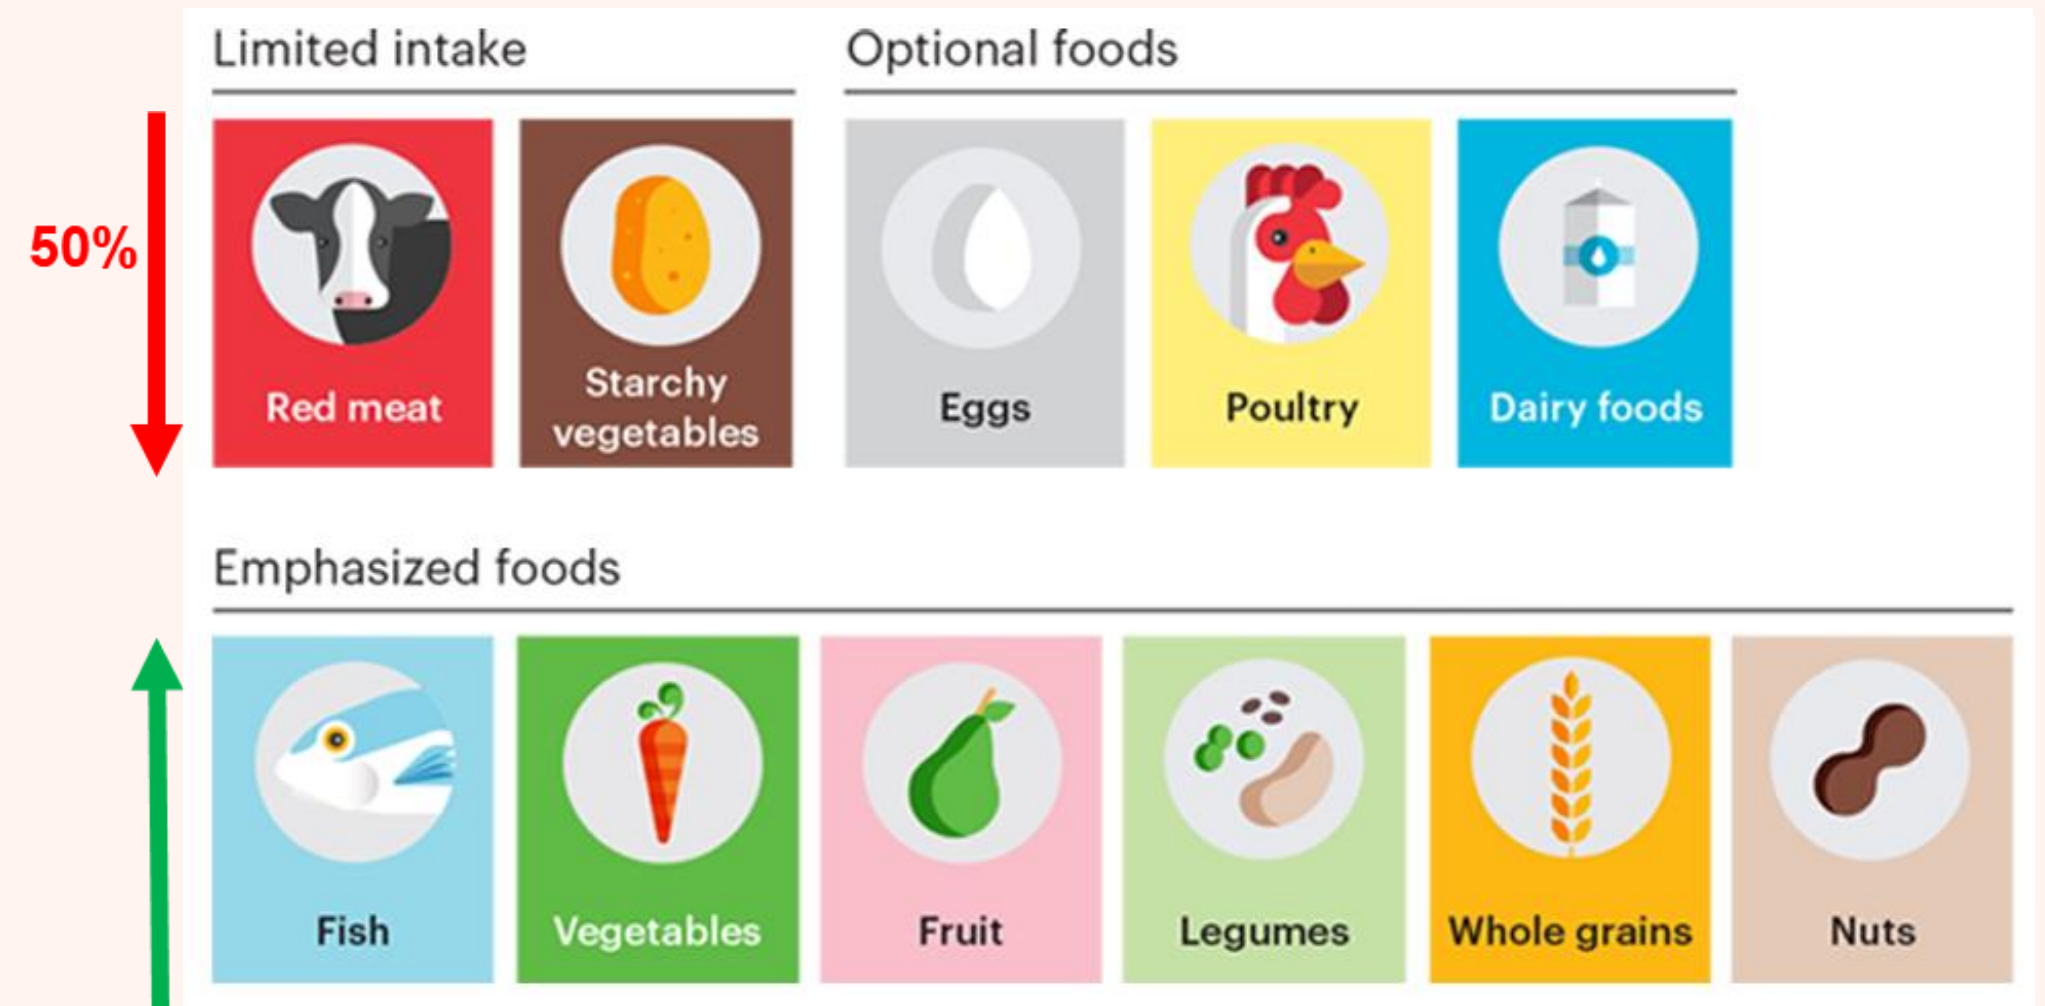 Limited intake
Optional foods
50%
Red meat
Starchy
vegetables
Eggs
Poultry
Dairy foods
Emphasized foods
Fish
Vegetables
Fruit
Legumes
Whole grains
Nuts